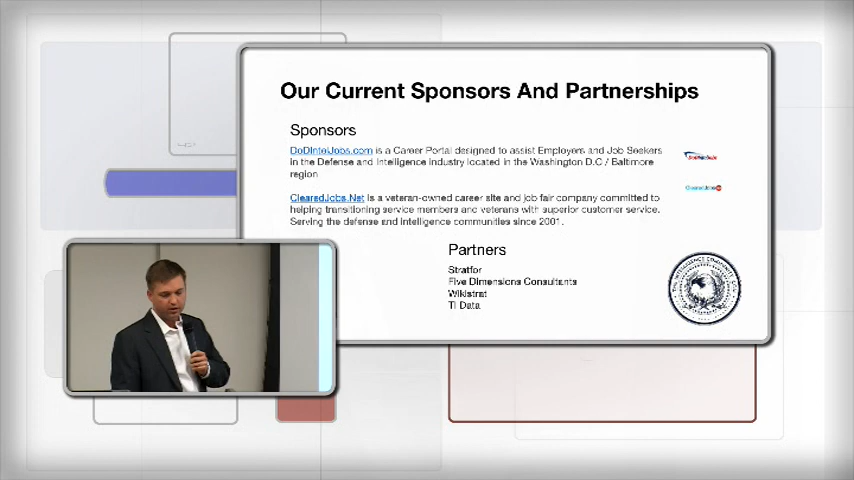 Our Current Sponsors And Partnerships
Sponsors
DoDIntelJobs.com is a Career Portal designed to assist Employers and Job Seekers
in the Defense and Intelligence Industry located in the Washington D.C / Baltimore
region
ClearedJobs.Net is a veteran-owned career site and job fair company committed to
helping transitioning service members and veterans with superior customer service.
Serving the defense and intelligence communities since 2001.
Partners
Stratfor
Five Dimensions Consultants
Wikistrat
TI Data
THE INTELLIGENCE COMMUNITY